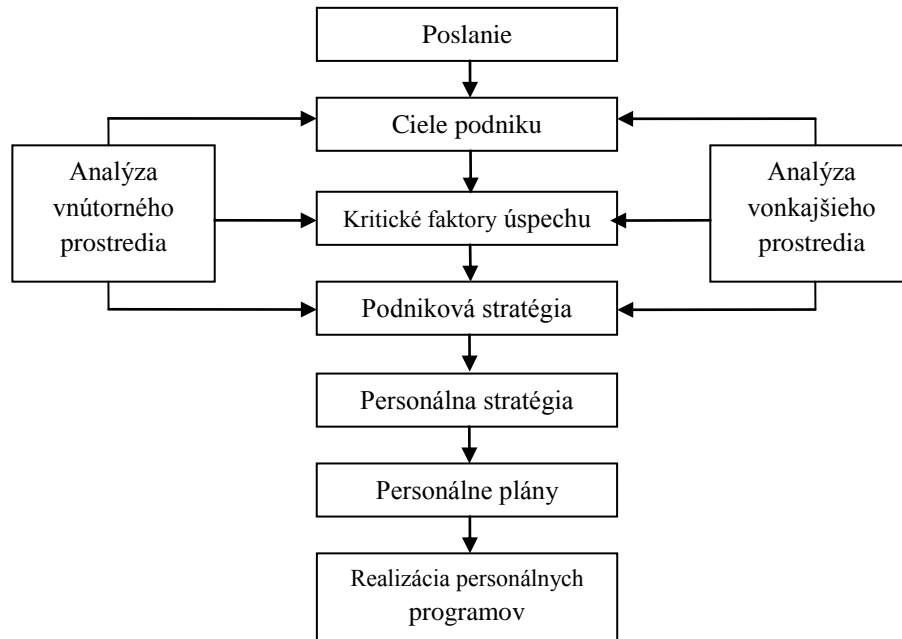 Poslanie
Ciele podniku
Analýza
vnútorného
prostredia
Analýza
vonkajšieho
prostredia
Kritické faktory úspechu
Podniková stratégia
Personálna stratégia
Personálne plány
Realizácia personálnych
programov